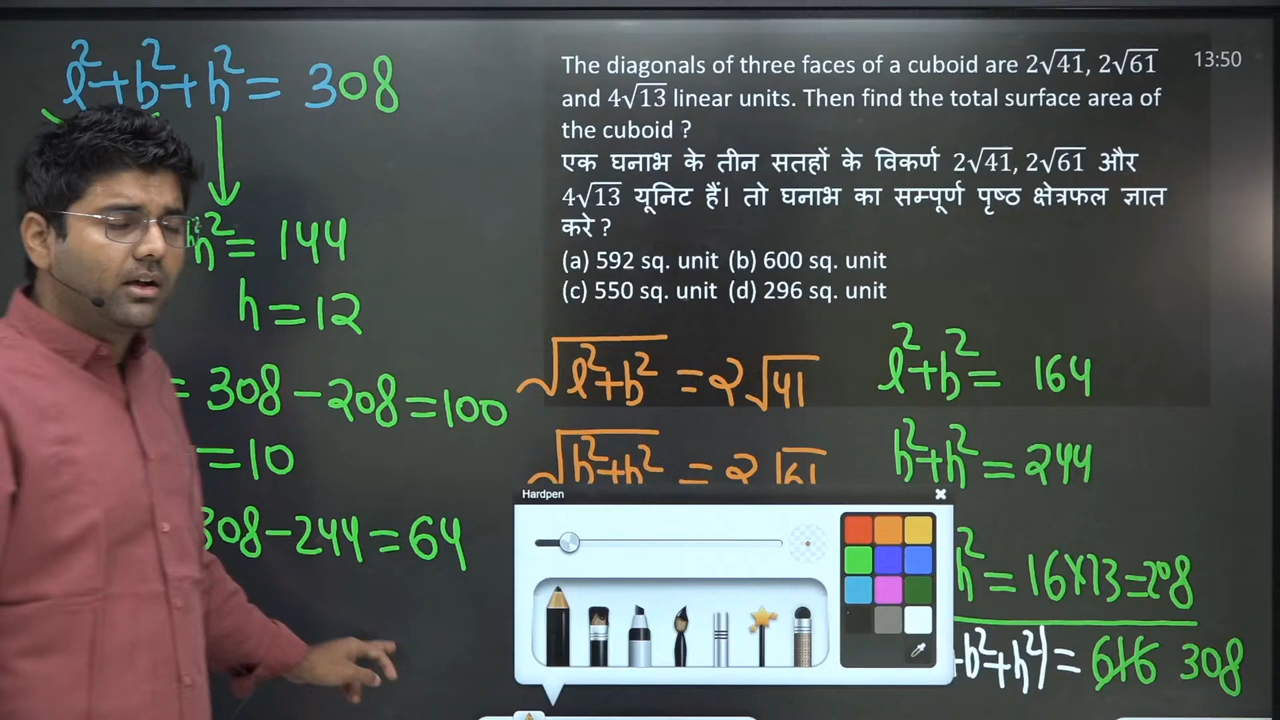 l²+b²+h² = 308
h² = 144
h = 12
= 308 - 208 = 100
= 10
308 - 244 = 64
The diagonals of three faces of a cuboid are 2√41, 2√61
and 4√13 linear units. Then find the total surface area of
the cuboid ?
एक घनाभ के तीन सतहों के विकर्ण 2√41, 2√61 और
4√13 यूनिट हैं। तो घनाभ का सम्पूर्ण पृष्ठ क्षेत्रफल ज्ञात
करे ?
(a) 592 sq. unit (b) 600 sq. unit
(c) 550 sq. unit (d) 296 sq. unit
13:50
√l²+b² = 2√41
√b²+h² = 2√61
l²+b² = 164
b²+h² = 244
h² = 16×13=208
+b²+h²) = 616 308
Hardpen